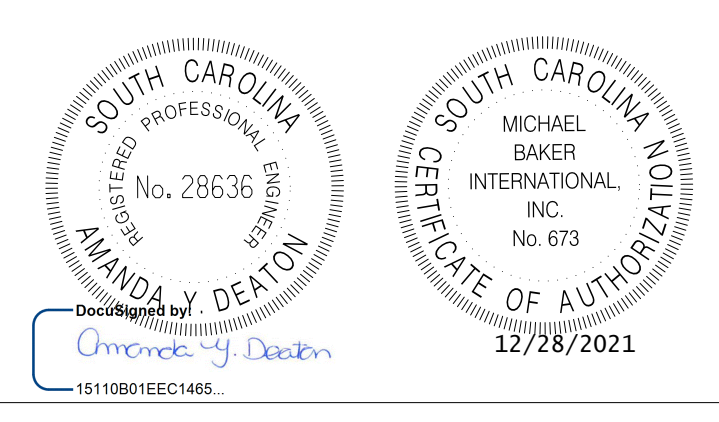 SOUTH CAROLINA
REGISTERED PROFESSIONAL ENGINEER
No. 28636
AMANDA Y DEATON
DocuSigned by:
Amanda Y. Deaton
15110B01EEC1465...
SOUTH CAROLINA
MICHAEL
BAKER
INTERNATIONAL,
INC.
No. 673
CERTIFICATE OF AUTHORIZATION
12/28/2021